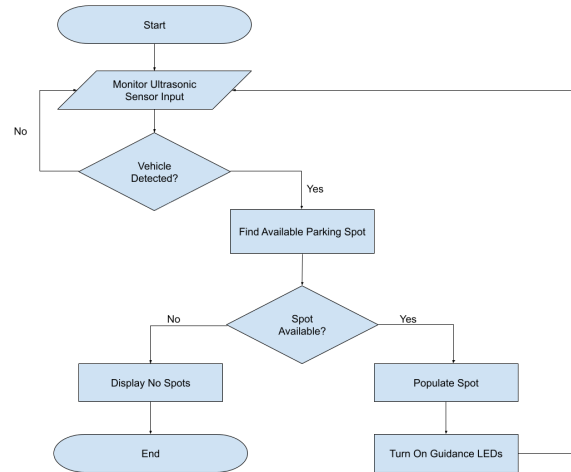 Start
Monitor Ultrasonic
Sensor Input
No
Vehicle
Detected?
Yes
Find Available Parking Spot
No
Spot
Available?
Yes
Display No Spots
Populate Spot
End
Turn On Guidance LEDs